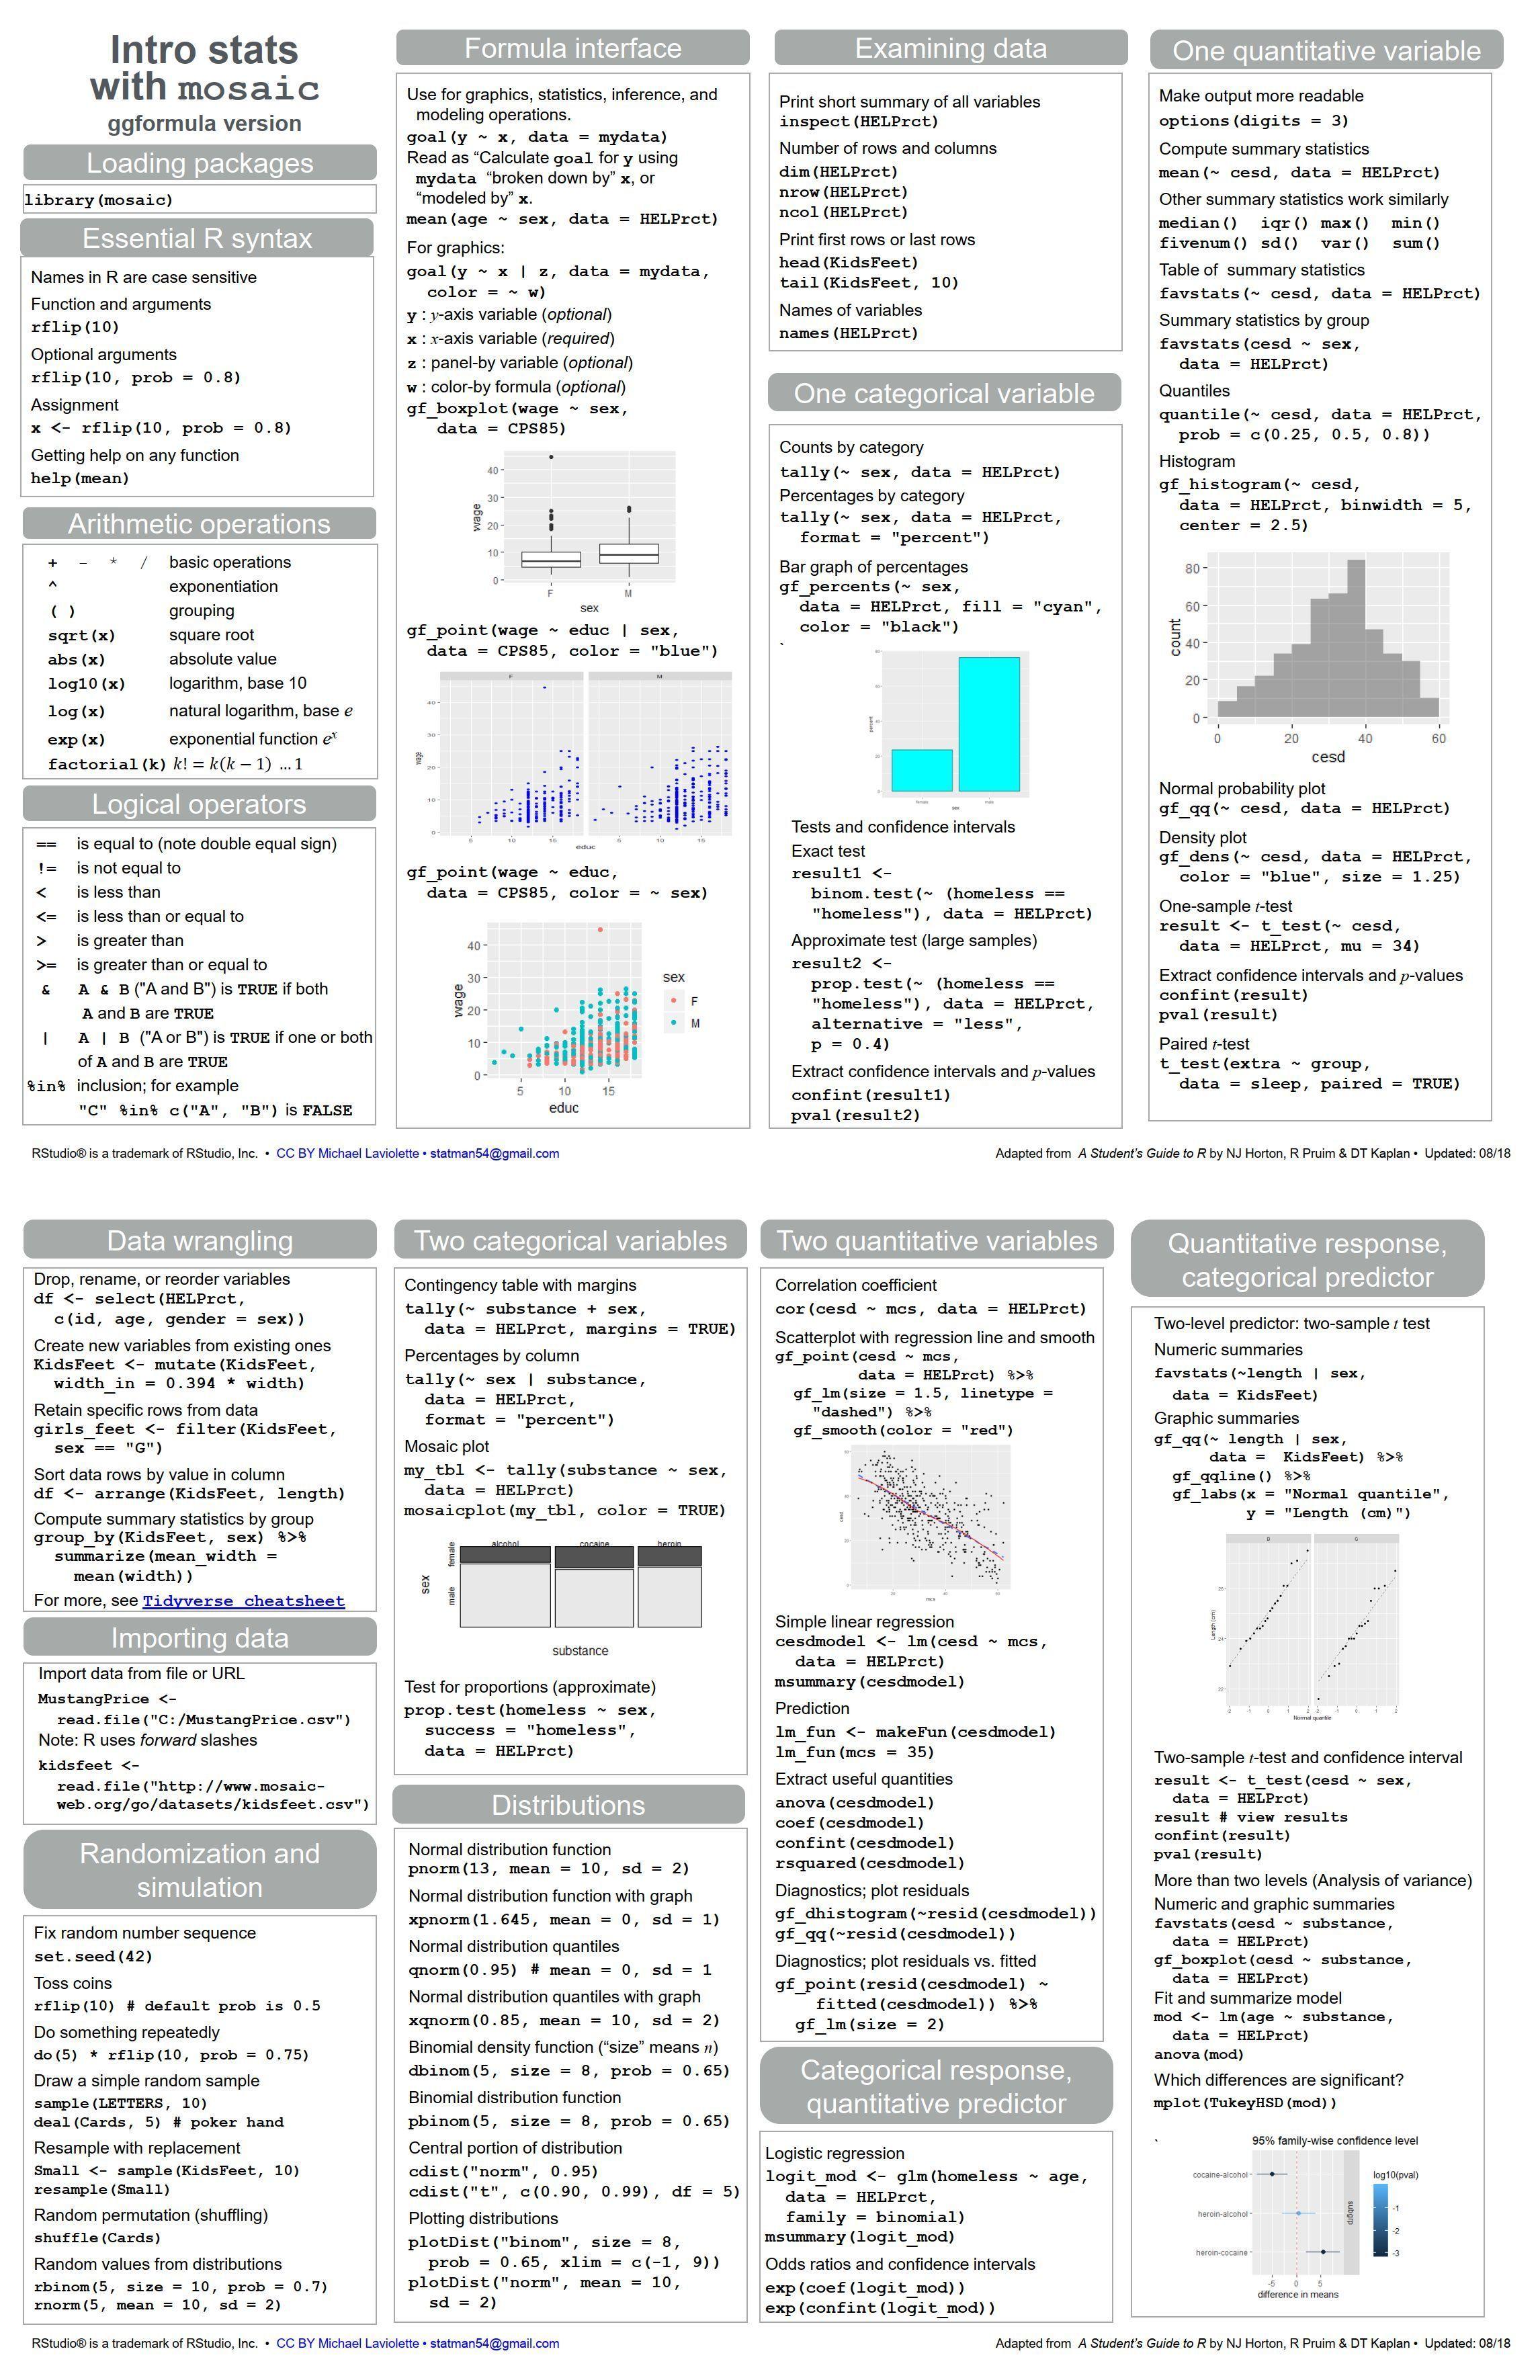 Intro stats
with mosaic
ggformula version
Loading packages
library(mosaic)
Essential R syntax
Names in R are case sensitive
Function and arguments
rflip(10)
Optional arguments
rflip(10, prob = 0.8)
Assignment
x <- rflip(10, prob = 0.8)
Getting help on any function
help(mean)
Arithmetic operations
+ - * / basic operations
^ exponentiation
( ) grouping
sqrt(x) square root
abs(x) absolute value
log10(x) logarithm, base 10
log(x) natural logarithm, base e
exp(x) exponential function eˣ
factorial(k) k! = k(k − 1) …1
Logical operators
== is equal to (note double equal sign)
!= is not equal to
< is less than
<= is less than or equal to
> is greater than
>= is greater than or equal to
& A & B ("A and B") is TRUE if both
A and B are TRUE
| A | B ("A or B") is TRUE if one or both
of A and B are TRUE
%in% inclusion; for example
"C" %in% c("A", "B") is FALSE
Formula interface
Use for graphics, statistics, inference, and
modeling operations.
goal(y ~ x, data = mydata)
Read as “Calculate goal for y using
mydata “broken down by” x, or
“modeled by” x.
mean(age ~ sex, data = HELPrct)
For graphics:
goal(y ~ x | z, data = mydata,
color = ~ w)
y : y-axis variable (optional)
x : x-axis variable (required)
z : panel-by variable (optional)
w : color-by formula (optional)
gf_boxplot(wage ~ sex,
data = CPS85)
40
30
20
10
0
wage
F M
sex
gf_point(wage ~ educ | sex,
data = CPS85, color = "blue")
F M
40
30
20
10
0
wage
5 10 15 5 10 15
educ
gf_point(wage ~ educ,
data = CPS85, color = ~ sex)
40
30
20
10
0
wage
5 10 15
educ
sex
F
M
Examining data
Print short summary of all variables
inspect(HELPrct)
Number of rows and columns
dim(HELPrct)
nrow(HELPrct)
ncol(HELPrct)
Print first rows or last rows
head(KidsFeet)
tail(KidsFeet, 10)
Names of variables
names(HELPrct)
One categorical variable
Counts by category
tally(~ sex, data = HELPrct)
Percentages by category
tally(~ sex, data = HELPrct,
format = "percent")
Bar graph of percentages
gf_percents(~ sex,
data = HELPrct, fill = "cyan",
color = "black")
`
80
60
40
20
0
percent
female male
sex
Tests and confidence intervals
Exact test
result1 <-
binom.test(~ (homeless ==
"homeless"), data = HELPrct)
Approximate test (large samples)
result2 <-
prop.test(~ (homeless ==
"homeless"), data = HELPrct,
alternative = "less",
p = 0.4)
Extract confidence intervals and p-values
confint(result1)
pval(result2)
One quantitative variable
Make output more readable
options(digits = 3)
Compute summary statistics
mean(~ cesd, data = HELPrct)
Other summary statistics work similarly
median() iqr() max() min()
fivenum() sd() var() sum()
Table of summary statistics
favstats(~ cesd, data = HELPrct)
Summary statistics by group
favstats(cesd ~ sex,
data = HELPrct)
Quantiles
quantile(~ cesd, data = HELPrct,
prob = c(0.25, 0.5, 0.8))
Histogram
gf_histogram(~ cesd,
data = HELPrct, binwidth = 5,
center = 2.5)
80
60
40
20
0
count
0 20 40 60
cesd
Normal probability plot
gf_qq(~ cesd, data = HELPrct)
Density plot
gf_dens(~ cesd, data = HELPrct,
color = "blue", size = 1.25)
One-sample t-test
result <- t_test(~ cesd,
data = HELPrct, mu = 34)
Extract confidence intervals and p-values
confint(result)
pval(result)
Paired t-test
t_test(extra ~ group,
data = sleep, paired = TRUE)
RStudio® is a trademark of RStudio, Inc. • CC BY Michael Laviolette • statman54@gmail.com
Adapted from A Student’s Guide to R by NJ Horton, R Pruim & DT Kaplan • Updated: 08/18
Data wrangling
Drop, rename, or reorder variables
df <- select(HELPrct,
c(id, age, gender = sex))
Create new variables from existing ones
KidsFeet <- mutate(KidsFeet,
width_in = 0.394 * width)
Retain specific rows from data
girls_feet <- filter(KidsFeet,
sex == "G")
Sort data rows by value in column
df <- arrange(KidsFeet, length)
Compute summary statistics by group
group_by(KidsFeet, sex) %>%
summarize(mean_width =
mean(width))
For more, see Tidyverse cheatsheet
Importing data
Import data from file or URL
MustangPrice <-
read.file("C:/MustangPrice.csv")
Note: R uses forward slashes
kidsfeet <-
read.file("http://www.mosaic-
web.org/go/datasets/kidsfeet.csv")
Randomization and
simulation
Fix random number sequence
set.seed(42)
Toss coins
rflip(10) # default prob is 0.5
Do something repeatedly
do(5) * rflip(10, prob = 0.75)
Draw a simple random sample
sample(LETTERS, 10)
deal(Cards, 5) # poker hand
Resample with replacement
Small <- sample(KidsFeet, 10)
resample(Small)
Random permutation (shuffling)
shuffle(Cards)
Random values from distributions
rbinom(5, size = 10, prob = 0.7)
rnorm(5, mean = 10, sd = 2)
Two categorical variables
Contingency table with margins
tally(~ substance + sex,
data = HELPrct, margins = TRUE)
Percentages by column
tally(~ sex | substance,
data = HELPrct,
format = "percent")
Mosaic plot
my_tbl <- tally(substance ~ sex,
data = HELPrct)
mosaicplot(my_tbl, color = TRUE)
alcohol cocaine heroin
female
male
sex
substance
Test for proportions (approximate)
prop.test(homeless ~ sex,
success = "homeless",
data = HELPrct)
Distributions
Normal distribution function
pnorm(13, mean = 10, sd = 2)
Normal distribution function with graph
xpnorm(1.645, mean = 0, sd = 1)
Normal distribution quantiles
qnorm(0.95) # mean = 0, sd = 1
Normal distribution quantiles with graph
xqnorm(0.85, mean = 10, sd = 2)
Binomial density function (“size” means n)
dbinom(5, size = 8, prob = 0.65)
Binomial distribution function
pbinom(5, size = 8, prob = 0.65)
Central portion of distribution
cdist("norm", 0.95)
cdist("t", c(0.90, 0.99), df = 5)
Plotting distributions
plotDist("binom", size = 8,
prob = 0.65, xlim = c(-1, 9))
plotDist("norm", mean = 10,
sd = 2)
Two quantitative variables
Correlation coefficient
cor(cesd ~ mcs, data = HELPrct)
Scatterplot with regression line and smooth
gf_point(cesd ~ mcs,
data = HELPrct) %>%
gf_lm(size = 1.5, linetype =
"dashed") %>%
gf_smooth(color = "red")
60
40
20
0
cesd
20 40 60
mcs
Simple linear regression
cesdmodel <- lm(cesd ~ mcs,
data = HELPrct)
msummary(cesdmodel)
Prediction
lm_fun <- makeFun(cesdmodel)
lm_fun(mcs = 35)
Extract useful quantities
anova(cesdmodel)
coef(cesdmodel)
confint(cesdmodel)
rsquared(cesdmodel)
Diagnostics; plot residuals
gf_dhistogram(~resid(cesdmodel))
gf_qq(~resid(cesdmodel))
Diagnostics; plot residuals vs. fitted
gf_point(resid(cesdmodel) ~
fitted(cesdmodel)) %>%
gf_lm(size = 2)
Categorical response,
quantitative predictor
Logistic regression
logit_mod <- glm(homeless ~ age,
data = HELPrct,
family = binomial)
msummary(logit_mod)
Odds ratios and confidence intervals
exp(coef(logit_mod))
exp(confint(logit_mod))
Quantitative response,
categorical predictor
Two-level predictor: two-sample t test
Numeric summaries
favstats(~length | sex,
data = KidsFeet)
Graphic summaries
gf_qq(~ length | sex,
data = KidsFeet) %>%
gf_qqline() %>%
gf_labs(x = "Normal quantile",
y = "Length (cm)")
B G
26
24
22
Length (cm)
-2 -1 0 1 2 -2 -1 0 1 2
Normal quantile
Two-sample t-test and confidence interval
result <- t_test(cesd ~ sex,
data = HELPrct)
result # view results
confint(result)
pval(result)
More than two levels (Analysis of variance)
Numeric and graphic summaries
favstats(cesd ~ substance,
data = HELPrct)
gf_boxplot(cesd ~ substance,
data = HELPrct)
Fit and summarize model
mod <- lm(age ~ substance,
data = HELPrct)
anova(mod)
Which differences are significant?
mplot(TukeyHSD(mod))
`
95% family-wise confidence level
cocaine-alcohol
heroin-alcohol
heroin-cocaine
subgrp
-5 0 5
difference in means
log10(pval)
-1
-2
-3
RStudio® is a trademark of RStudio, Inc. • CC BY Michael Laviolette • statman54@gmail.com
Adapted from A Student’s Guide to R by NJ Horton, R Pruim & DT Kaplan • Updated: 08/18